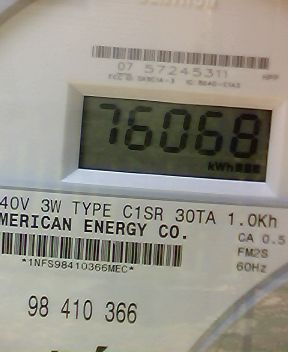 07 57245311
76068
kWh
40V 3W TYPE C1SR 30TA 1.0Kh
MERICAN ENERGY CO.
CA 0.5
*1NFS98410366MEC*
FM2S
60Hz
98 410 366